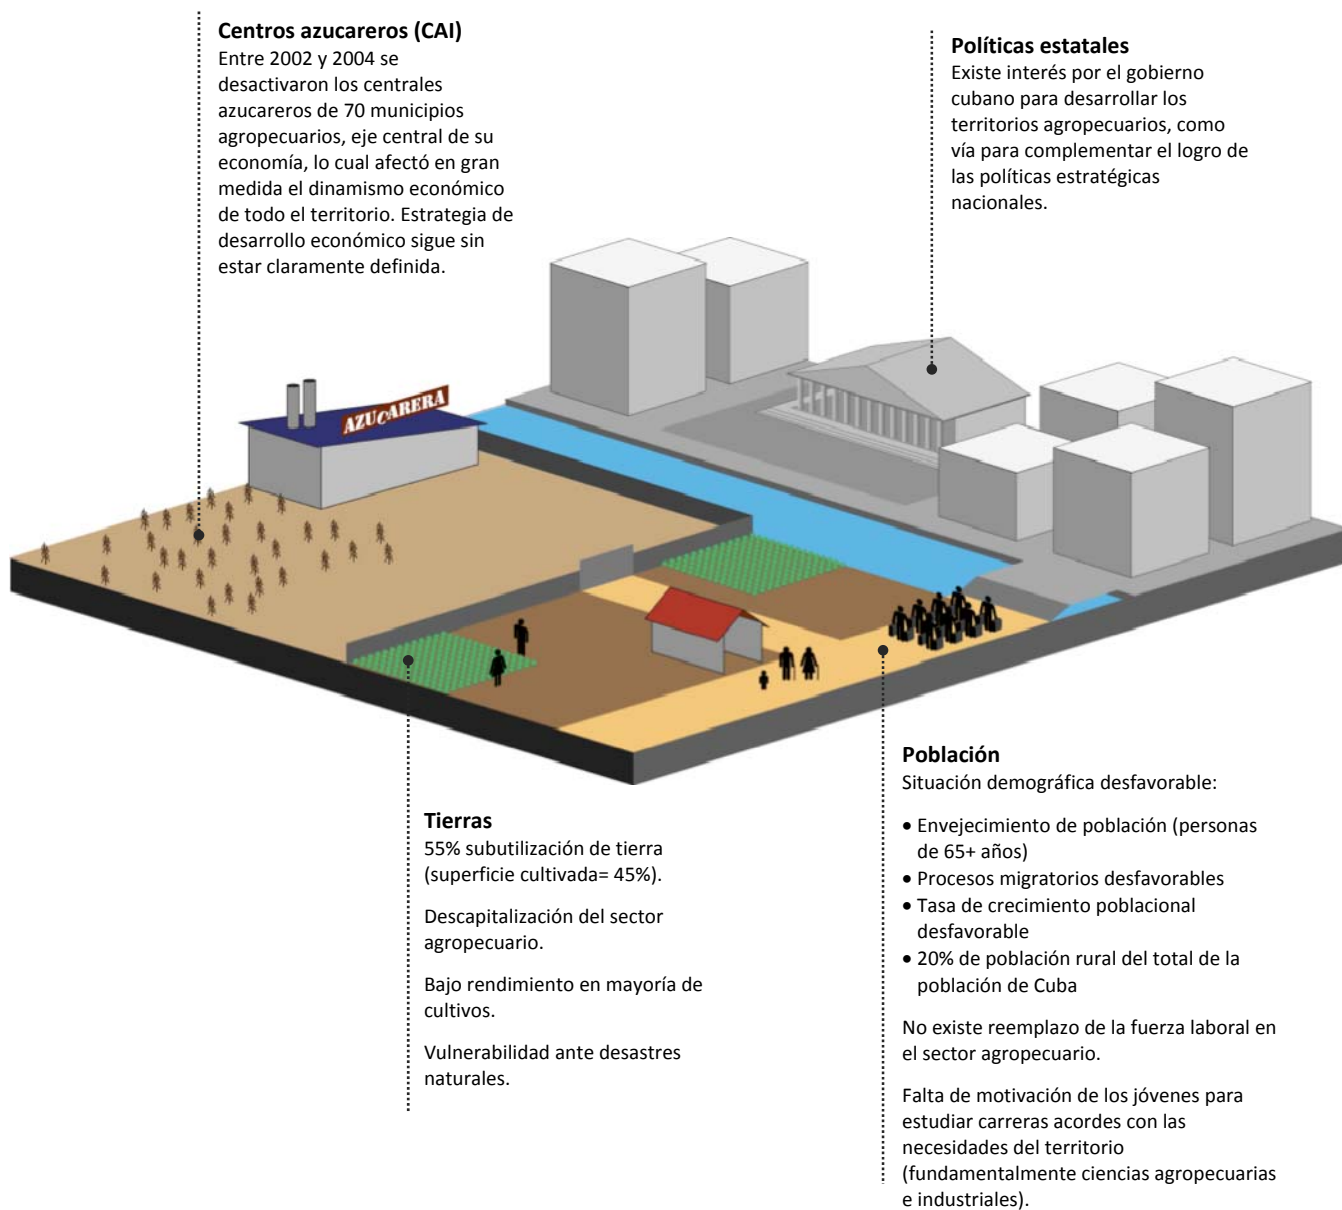 Centros azucareros (CAI)
Entre 2002 y 2004 se
desactivaron los centrales
azucareros de 70 municipios
agropecuarios, eje central de su
economía, lo cual afectó en gran
medida el dinamismo económico
de todo el territorio. Estrategia de
desarrollo económico sigue sin
estar claramente definida.
Políticas estatales
Existe interés por el gobierno
cubano para desarrollar los
territorios agropecuarios, como
vía para complementar el logro de
las políticas estratégicas
nacionales.
AZUCARERA
Tierras
55% subutilización de tierra
(superficie cultivada= 45%).
Descapitalización del sector
agropecuario.
Bajo rendimiento en mayoría de
cultivos.
Vulnerabilidad ante desastres
naturales.
Población
Situación demográfica desfavorable:
• Envejecimiento de población (personas
de 65+ años)
• Procesos migratorios desfavorables
• Tasa de crecimiento poblacional
desfavorable
• 20% de población rural del total de la
población de Cuba
No existe reemplazo de la fuerza laboral en
el sector agropecuario.
Falta de motivación de los jóvenes para
estudiar carreras acordes con las
necesidades del territorio
(fundamentalmente ciencias agropecuarias
e industriales).